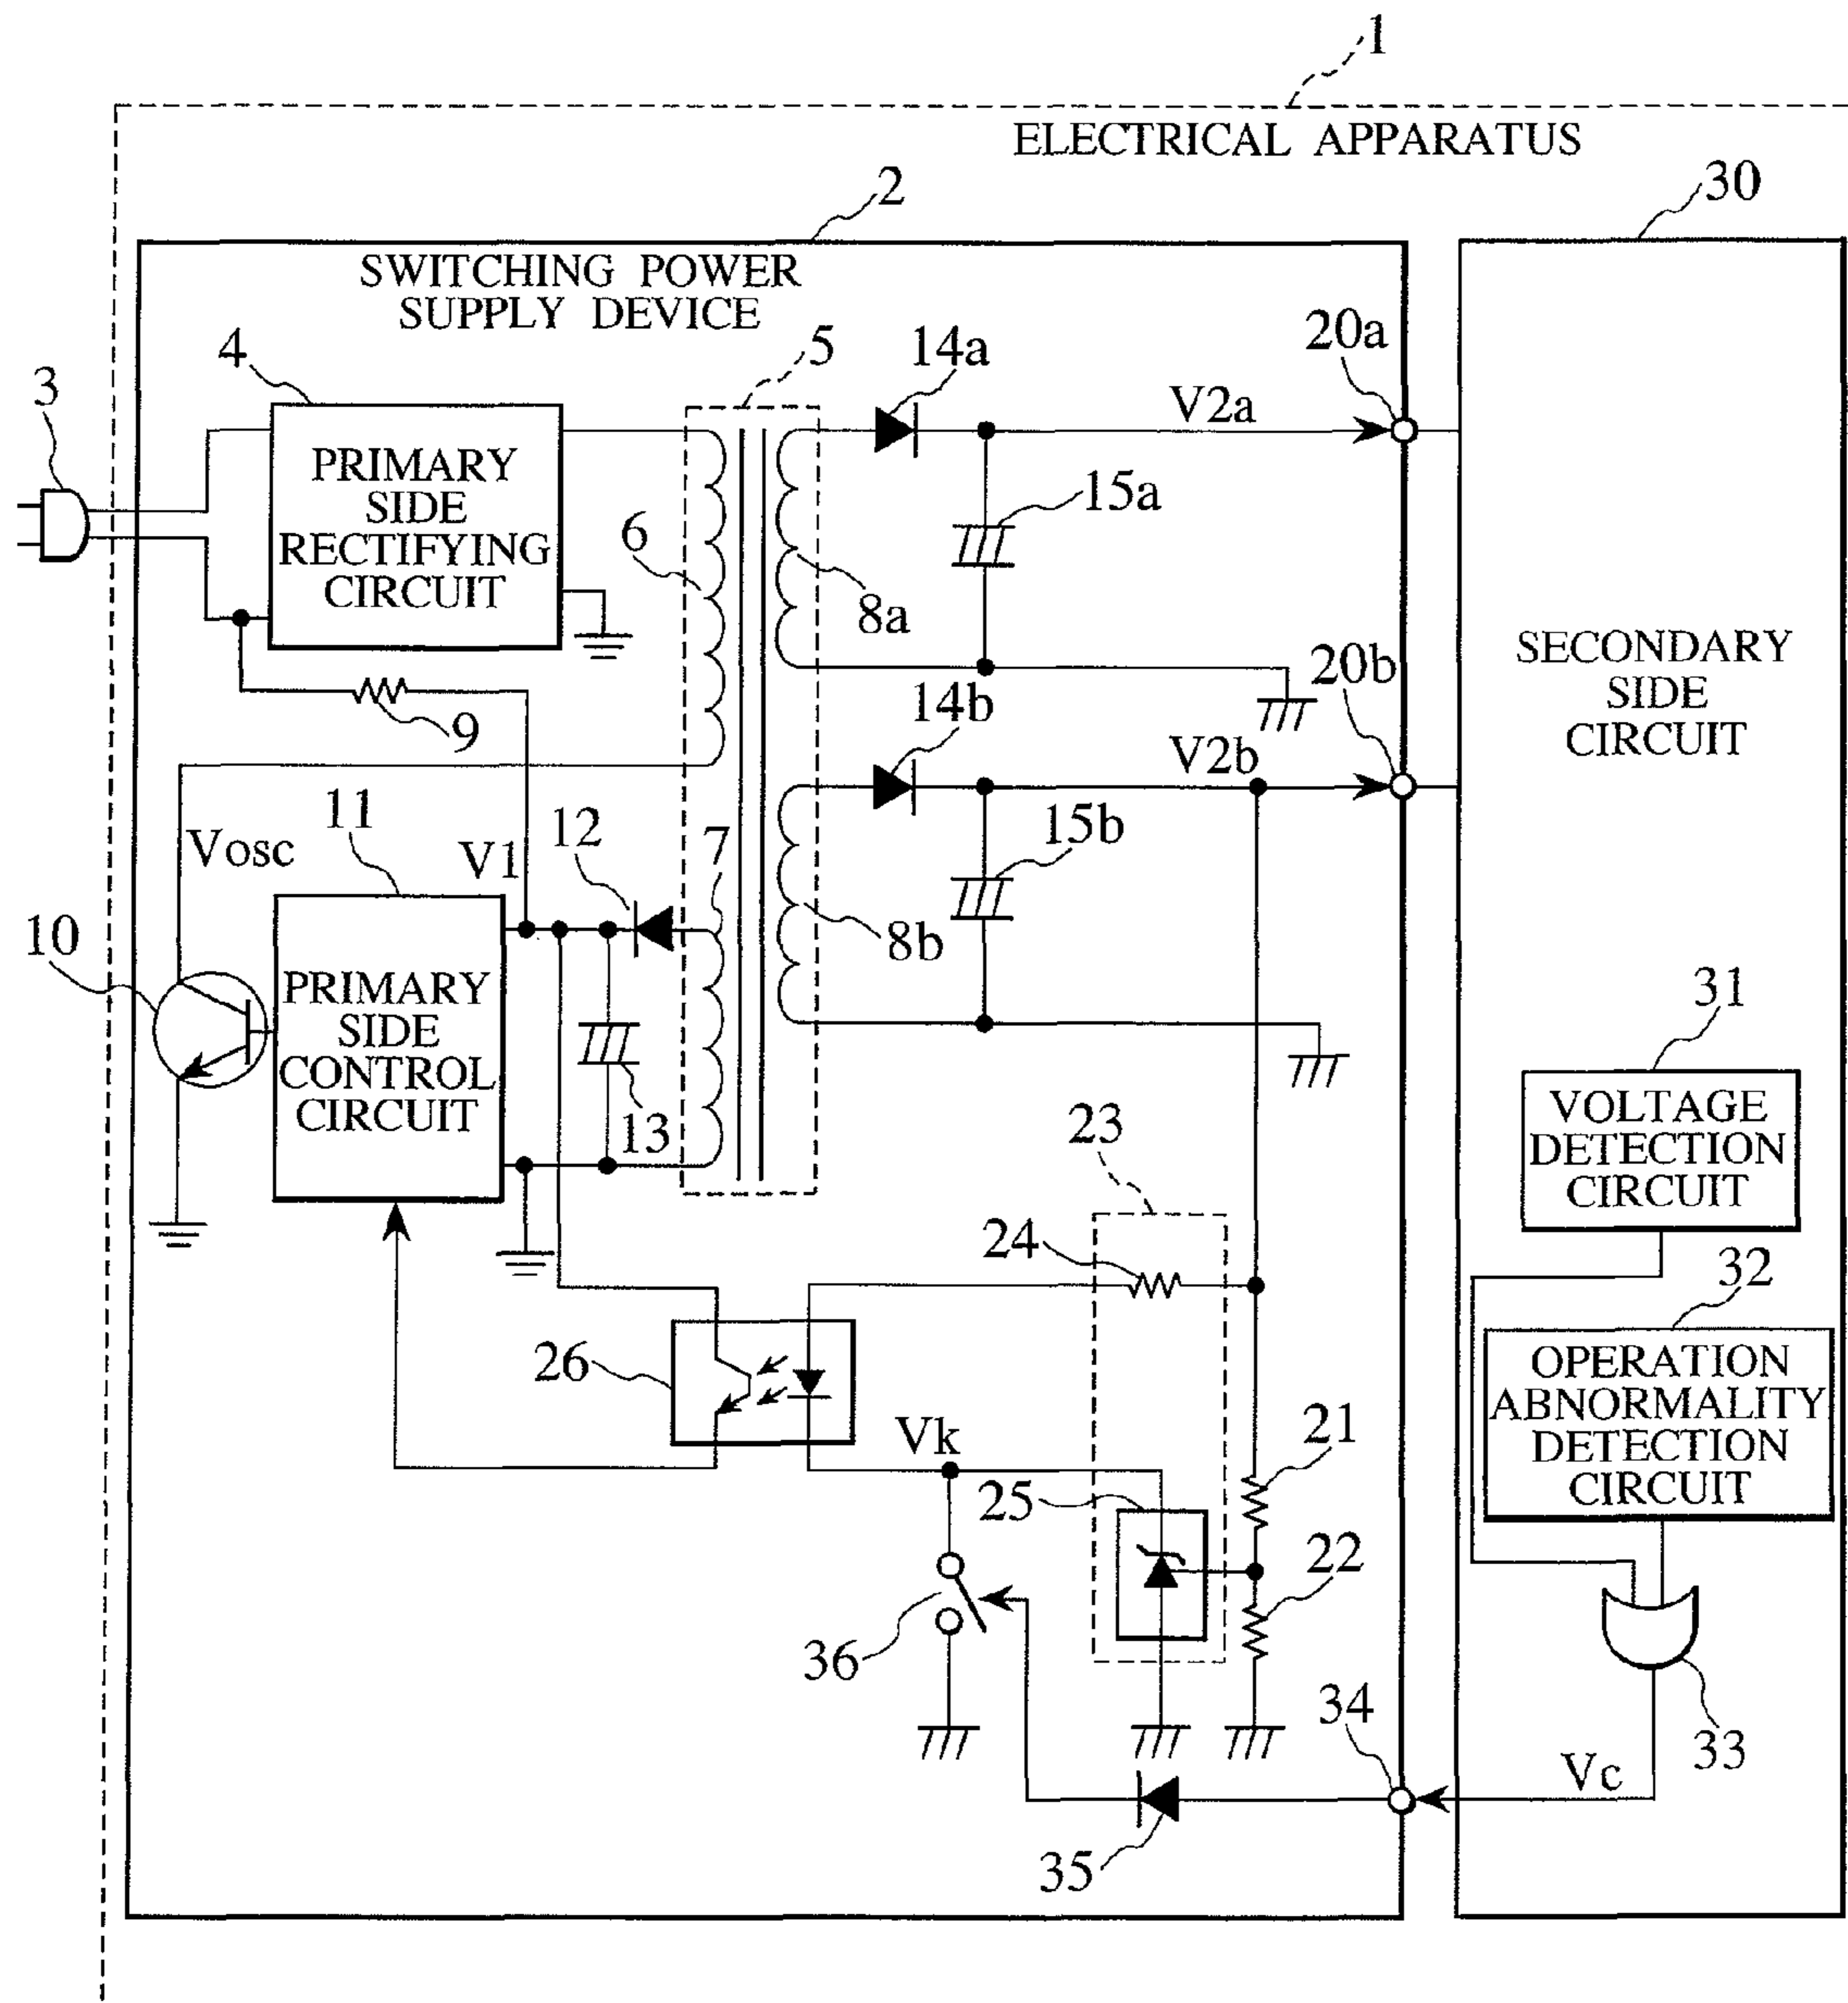 1
ELECTRICAL APPARATUS
2
30
SWITCHING POWER
SUPPLY DEVICE
3
4
5
14a
20a
V2a
PRIMARY
SIDE
RECTIFYING
CIRCUIT
6
15a
8a
SECONDARY
SIDE
CIRCUIT
9
14b
20b
V2b
Vosc
11
V1
12
7
15b
8b
10
PRIMARY
SIDE
CONTROL
CIRCUIT
13
31
VOLTAGE
DETECTION
CIRCUIT
23
24
32
OPERATION
ABNORMALITY
DETECTION
CIRCUIT
26
Vk
25
21
22
36
34
33
Vc
35